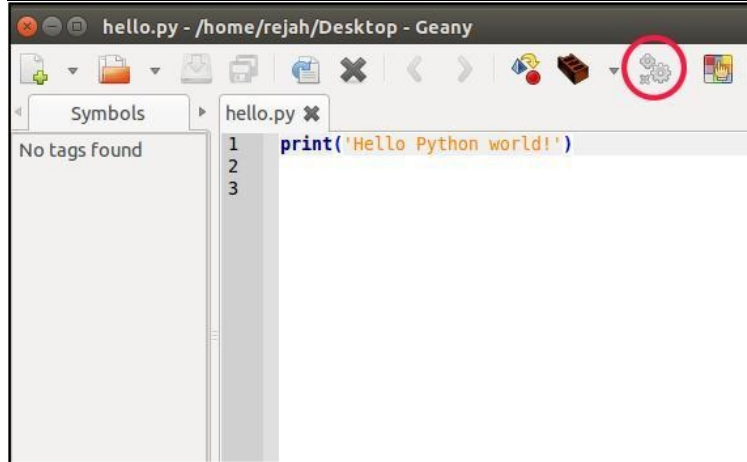 hello.py - /home/rejah/Desktop - Geany
Symbols
hello.py
No tags found
1 print('Hello Python world!')
2
3